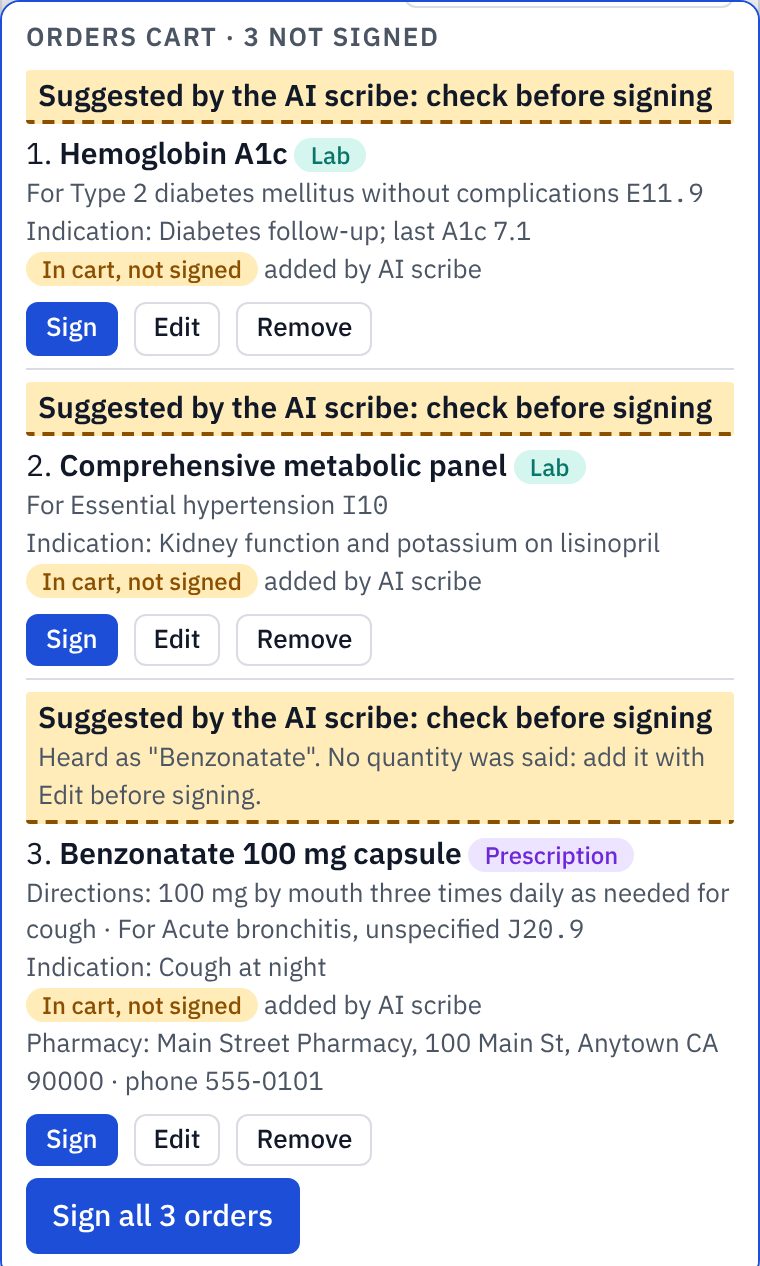 ORDERS CART · 3 NOT SIGNED
Suggested by the AI scribe: check before signing
1. Hemoglobin A1c Lab
For Type 2 diabetes mellitus without complications E11.9
Indication: Diabetes follow-up; last A1c 7.1
In cart, not signed added by AI scribe
Sign Edit Remove
Suggested by the AI scribe: check before signing
2. Comprehensive metabolic panel Lab
For Essential hypertension I10
Indication: Kidney function and potassium on lisinopril
In cart, not signed added by AI scribe
Sign Edit Remove
Suggested by the AI scribe: check before signing
Heard as "Benzonatate". No quantity was said: add it with
Edit before signing.
3. Benzonatate 100 mg capsule Prescription
Directions: 100 mg by mouth three times daily as needed for
cough · For Acute bronchitis, unspecified J20.9
Indication: Cough at night
In cart, not signed added by AI scribe
Pharmacy: Main Street Pharmacy, 100 Main St, Anytown CA
90000 · phone 555-0101
Sign Edit Remove
Sign all 3 orders